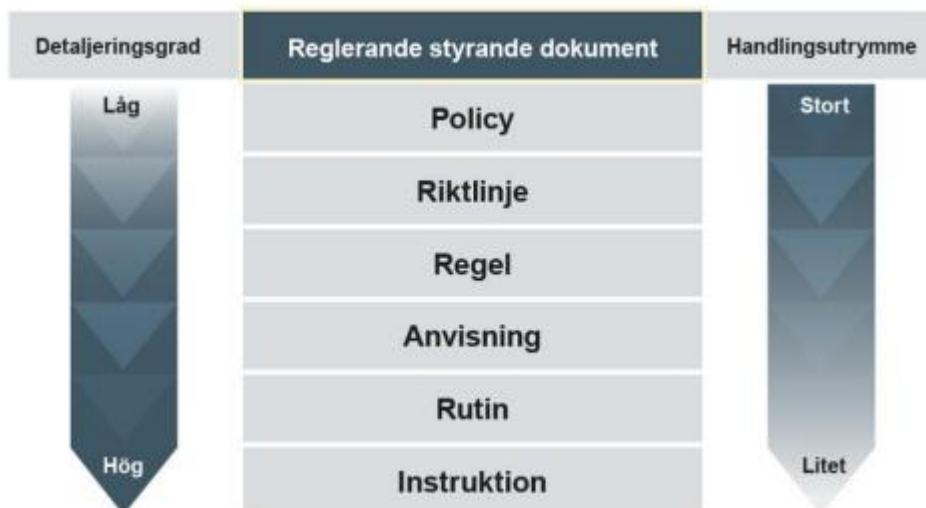 Detaljeringsgrad
Reglerande styrande dokument
Handlingsutrymme
Låg
Policy
Stort
Riktlinje
Regel
Anvisning
Rutin
Hög
Instruktion
Litet